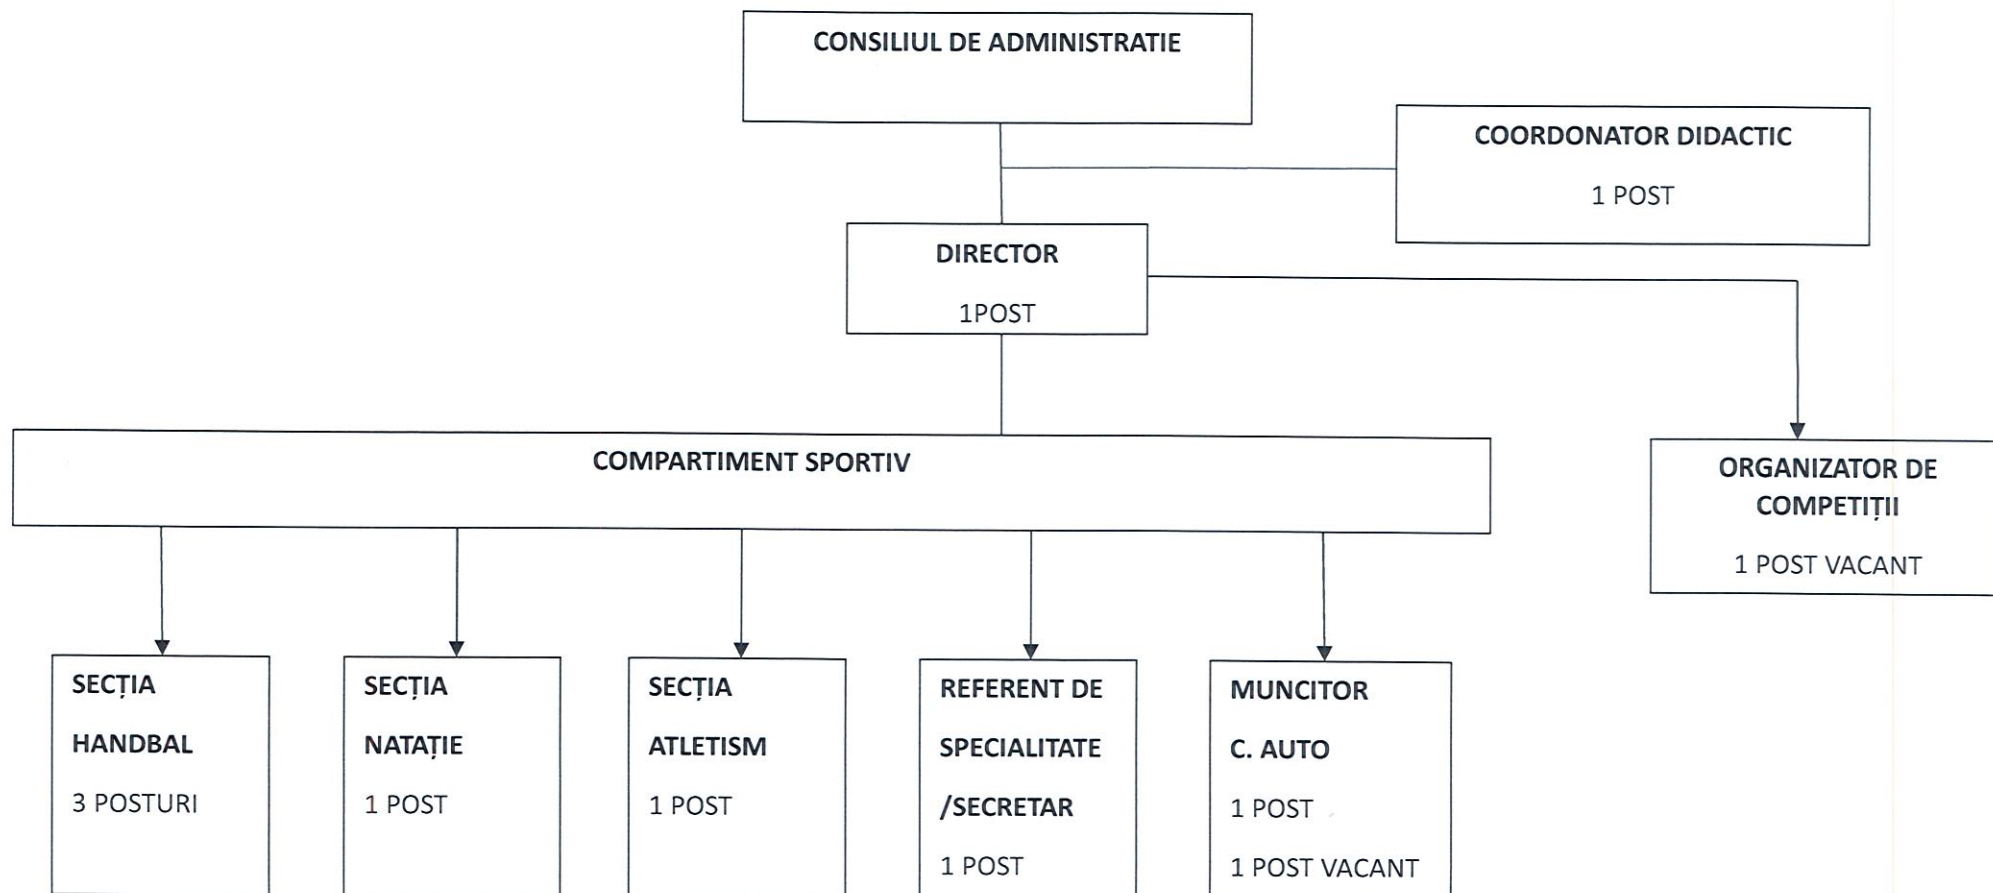 CONSILIUL DE ADMINISTRATIE
COORDONATOR DIDACTIC
1 POST
DIRECTOR
1POST
COMPARTIMENT SPORTIV
ORGANIZATOR DE
COMPETIȚII
1 POST VACANT
SECȚIA
HANDBAL
3 POSTURI
SECȚIA
NATAȚIE
1 POST
SECȚIA
ATLETISM
1 POST
REFERENT DE
SPECIALITATE
/SECRETAR
1 POST
MUNCITOR
C. AUTO
1 POST
1 POST VACANT